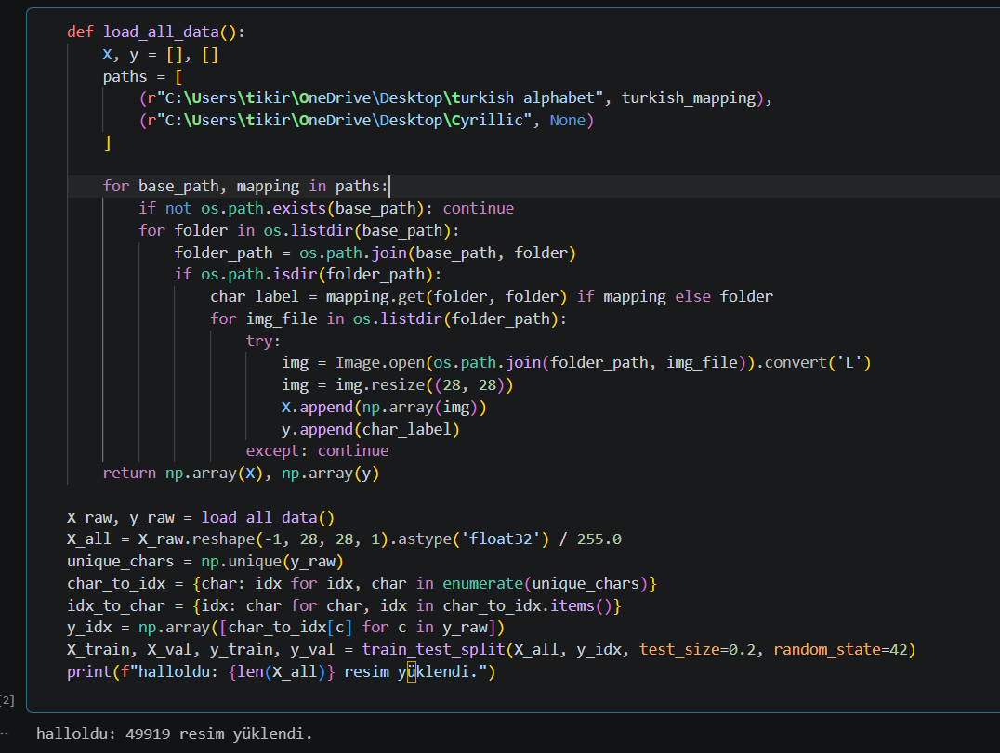 def load_all_data():
    X, y = [], []
    paths = [
        (r"C:\Users\tikir\OneDrive\Desktop\turkish alphabet", turkish_mapping),
        (r"C:\Users\tikir\OneDrive\Desktop\Cyrillic", None)
    ]

    for base_path, mapping in paths:
        if not os.path.exists(base_path): continue
        for folder in os.listdir(base_path):
            folder_path = os.path.join(base_path, folder)
            if os.path.isdir(folder_path):
                char_label = mapping.get(folder, folder) if mapping else folder
                for img_file in os.listdir(folder_path):
                    try:
                        img = Image.open(os.path.join(folder_path, img_file)).convert('L')
                        img = img.resize((28, 28))
                        X.append(np.array(img))
                        y.append(char_label)
                    except: continue
    return np.array(X), np.array(y)

X_raw, y_raw = load_all_data()
X_all = X_raw.reshape(-1, 28, 28, 1).astype('float32') / 255.0
unique_chars = np.unique(y_raw)
char_to_idx = {char: idx for idx, char in enumerate(unique_chars)}
idx_to_char = {idx: char for char, idx in char_to_idx.items()}
y_idx = np.array([char_to_idx[c] for c in y_raw])
X_train, X_val, y_train, y_val = train_test_split(X_all, y_idx, test_size=0.2, random_state=42)
print(f"halloldu: {len(X_all)} resim yüklendi.")
[2]
halloldu: 49919 resim yüklendi.